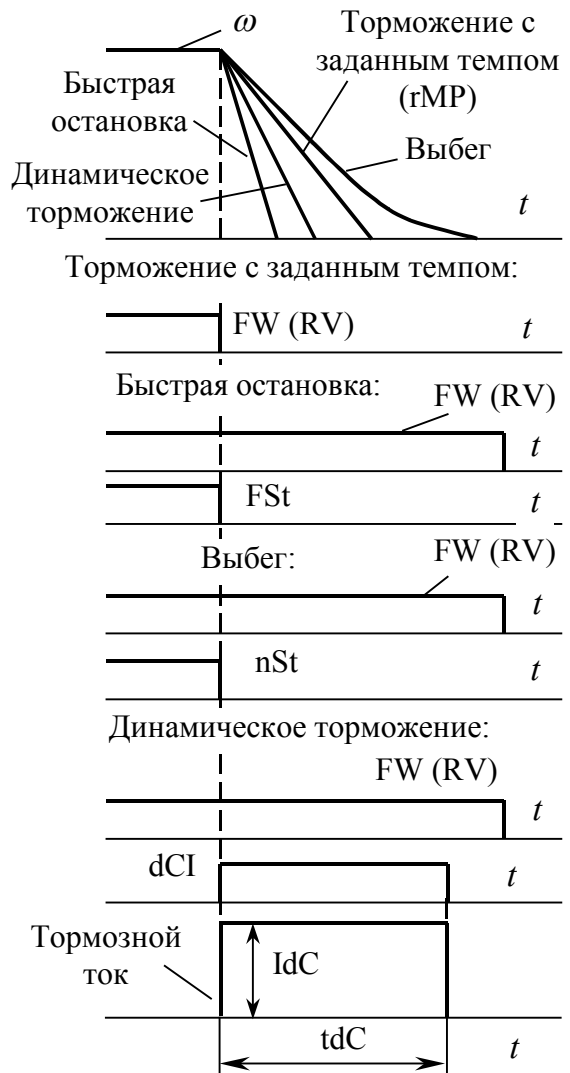 ω
Торможение с
заданным темпом
(rMP)
Быстрая
остановка
Выбег
Динамическое
торможение
t
Торможение с заданным темпом:
FW (RV)
t
Быстрая остановка:
FW (RV)
t
FSt
t
Выбег:
FW (RV)
t
nSt
t
Динамическое торможение:
FW (RV)
t
dCI
t
Тормозной
ток
IdC
tdC
t